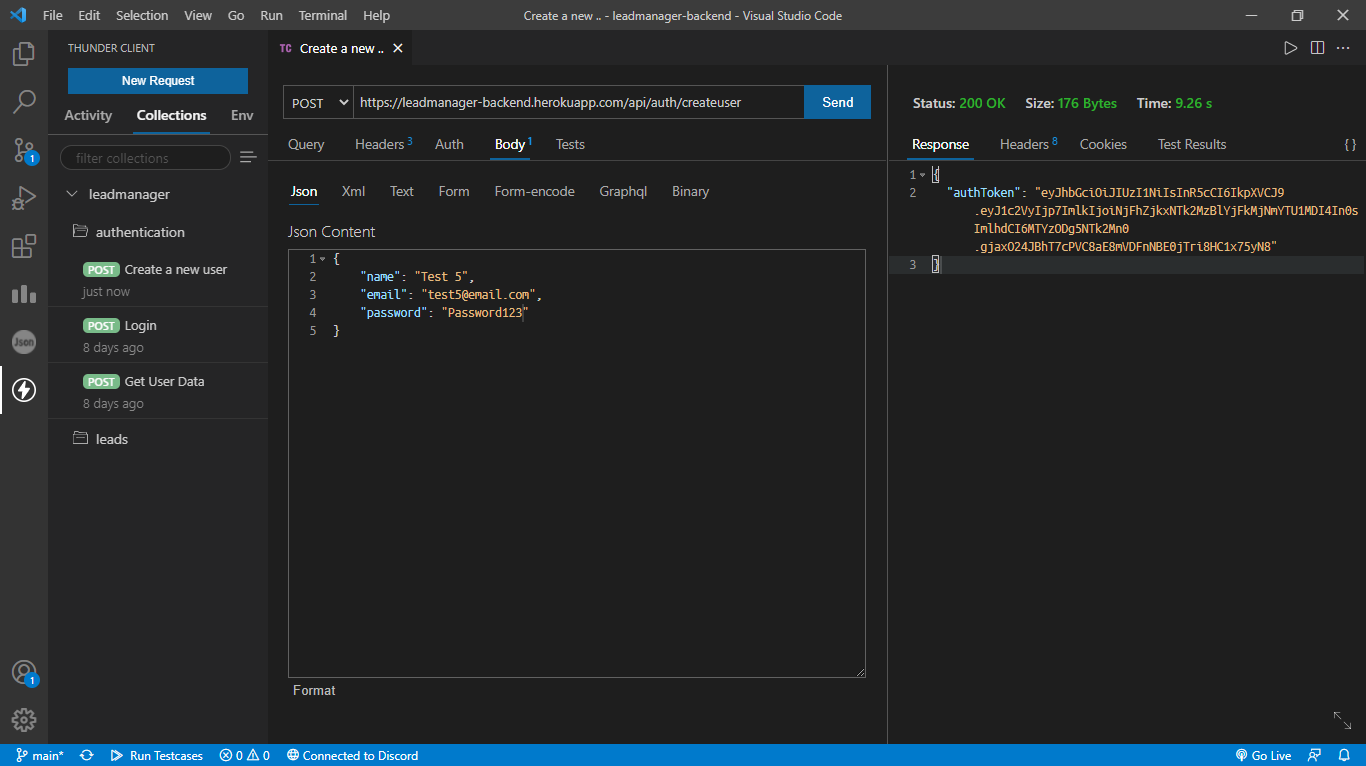 File Edit Selection View Go Run Terminal Help
Create a new .. - leadmanager-backend - Visual Studio Code
THUNDER CLIENT
New Request
Activity Collections Env
filter collections
leadmanager
authentication
POST Create a new user
just now
POST Login
8 days ago
POST Get User Data
8 days ago
leads
1
Json
1
TC Create a new ..
POST https://leadmanager-backend.herokuapp.com/api/auth/createuser Send
Query Headers 3 Auth Body 1 Tests
Json Xml Text Form Form-encode Graphql Binary
Json Content
1 {
2 "name": "Test 5",
3 "email": "test5@email.com",
4 "password": "Password123"
5 }
Format
Status: 200 OK Size: 176 Bytes Time: 9.26 s
Response Headers 8 Cookies Test Results { }
1 {
2 "authToken": "eyJhbGciOiJIUzI1NiIsInR5cCI6IkpXVCJ9
.eyJ1c2VyIjp7ImlkIjoiNjFhZjkxNTk2MzBlYjFkMjNmYTU1MDI4In0s
ImlhdCI6MTYzODg5NTk2Mn0
.gjaxO24JBhT7cPVC8aE8mVDFnNBE0jTri8HC1x75yN8"
3 }
main* Run Testcases 0 0 Connected to Discord
Go Live